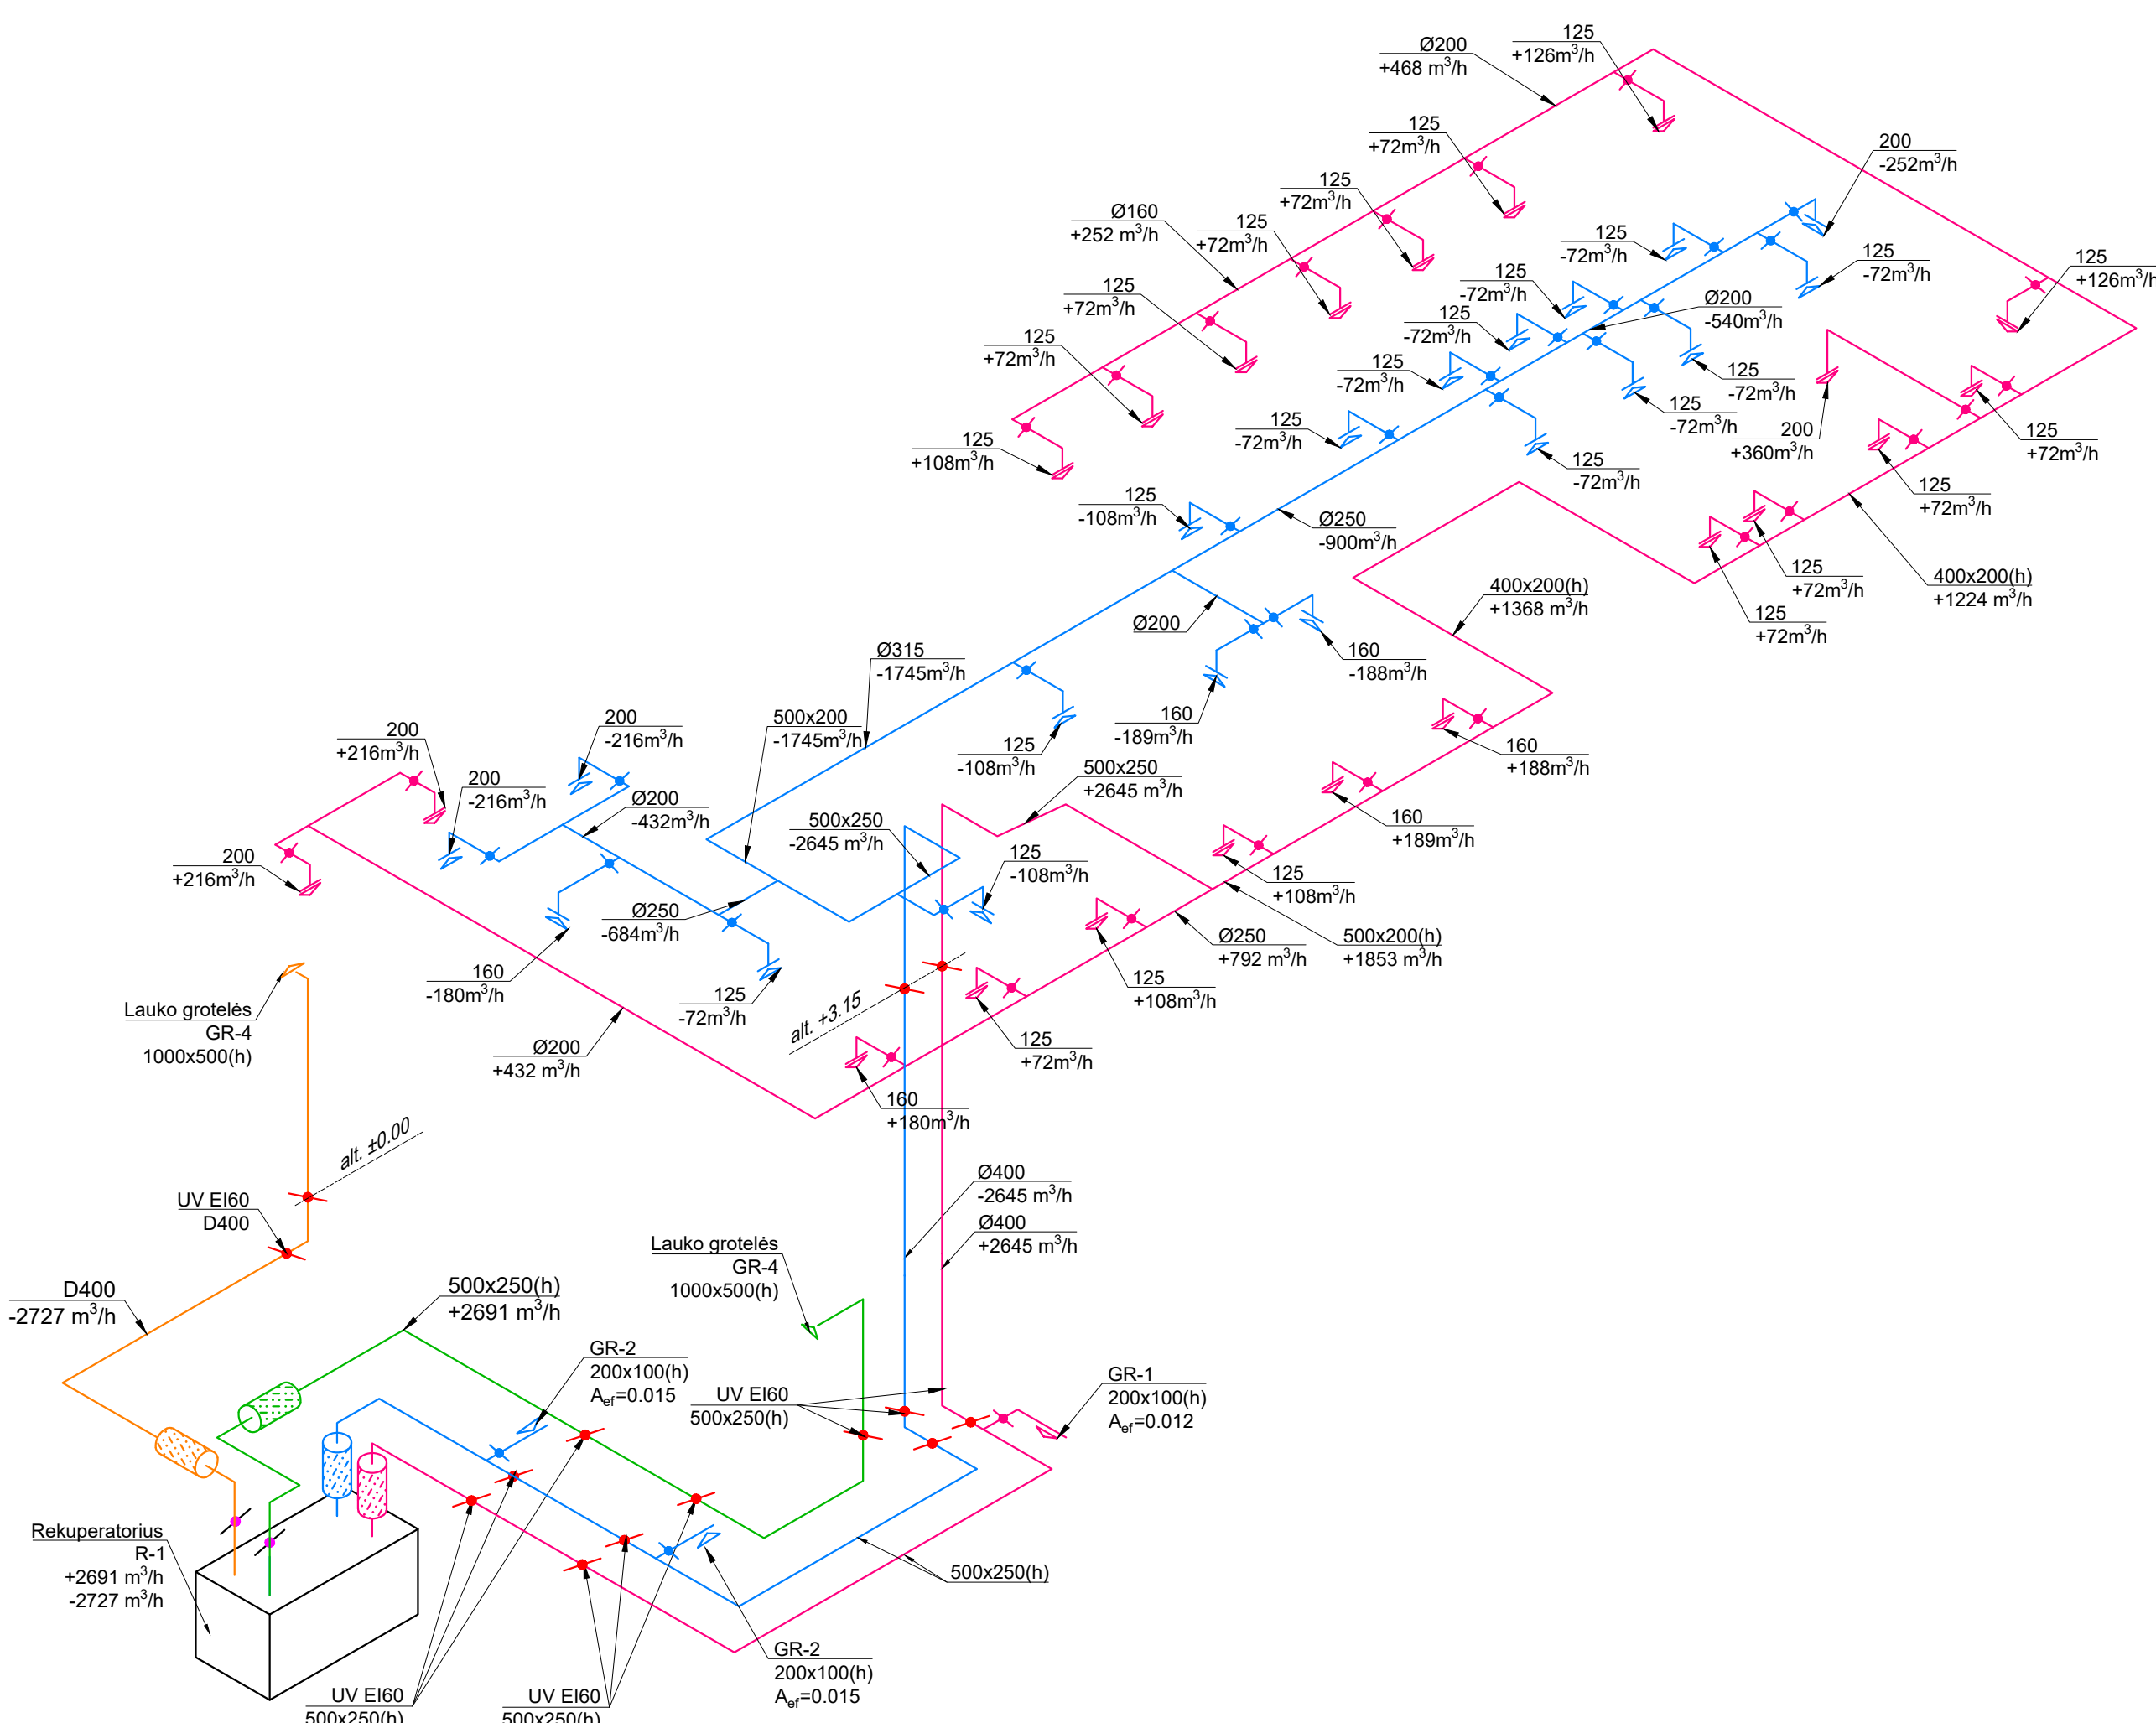 Ø200
+468 m³/h
125
+126m³/h
125
+72m³/h
200
-252m³/h
125
+72m³/h
Ø160
+252 m³/h
125
+72m³/h
125
-72m³/h
125
-72m³/h
125
+126m³/h
125
+72m³/h
125
-72m³/h
Ø200
-540m³/h
125
-72m³/h
125
+72m³/h
125
-72m³/h
125
-72m³/h
125
-72m³/h
200
+360m³/h
125
+72m³/h
125
+108m³/h
125
-72m³/h
125
-72m³/h
125
+72m³/h
125
-108m³/h
Ø250
-900m³/h
125
+72m³/h
400x200(h)
+1224 m³/h
400x200(h)
+1368 m³/h
125
+72m³/h
Ø200
160
-188m³/h
Ø315
-1745m³/h
160
-189m³/h
500x200
-1745m³/h
125
-108m³/h
200
-216m³/h
200
+216m³/h
160
+188m³/h
500x250
+2645 m³/h
200
-216m³/h
Ø200
-432m³/h
500x250
-2645 m³/h
160
+189m³/h
200
+216m³/h
125
-108m³/h
125
+108m³/h
Ø250
-684m³/h
Ø250
+792 m³/h
500x200(h)
+1853 m³/h
160
-180m³/h
125
-72m³/h
125
+108m³/h
alt. +3.15
Lauko grotelės
GR-4
1000x500(h)
Ø200
+432 m³/h
125
+72m³/h
160
+180m³/h
alt. ±0.00
UV EI60
D400
Ø400
-2645 m³/h
Ø400
+2645 m³/h
Lauko grotelės
GR-4
1000x500(h)
D400
-2727 m³/h
500x250(h)
+2691 m³/h
GR-2
200x100(h)
Aef=0.015
UV EI60
500x250(h)
GR-1
200x100(h)
Aef=0.012
Rekuperatorius
R-1
+2691 m³/h
-2727 m³/h
500x250(h)
GR-2
200x100(h)
Aef=0.015
UV EI60
500x250(h)
UV EI60
500x250(h)